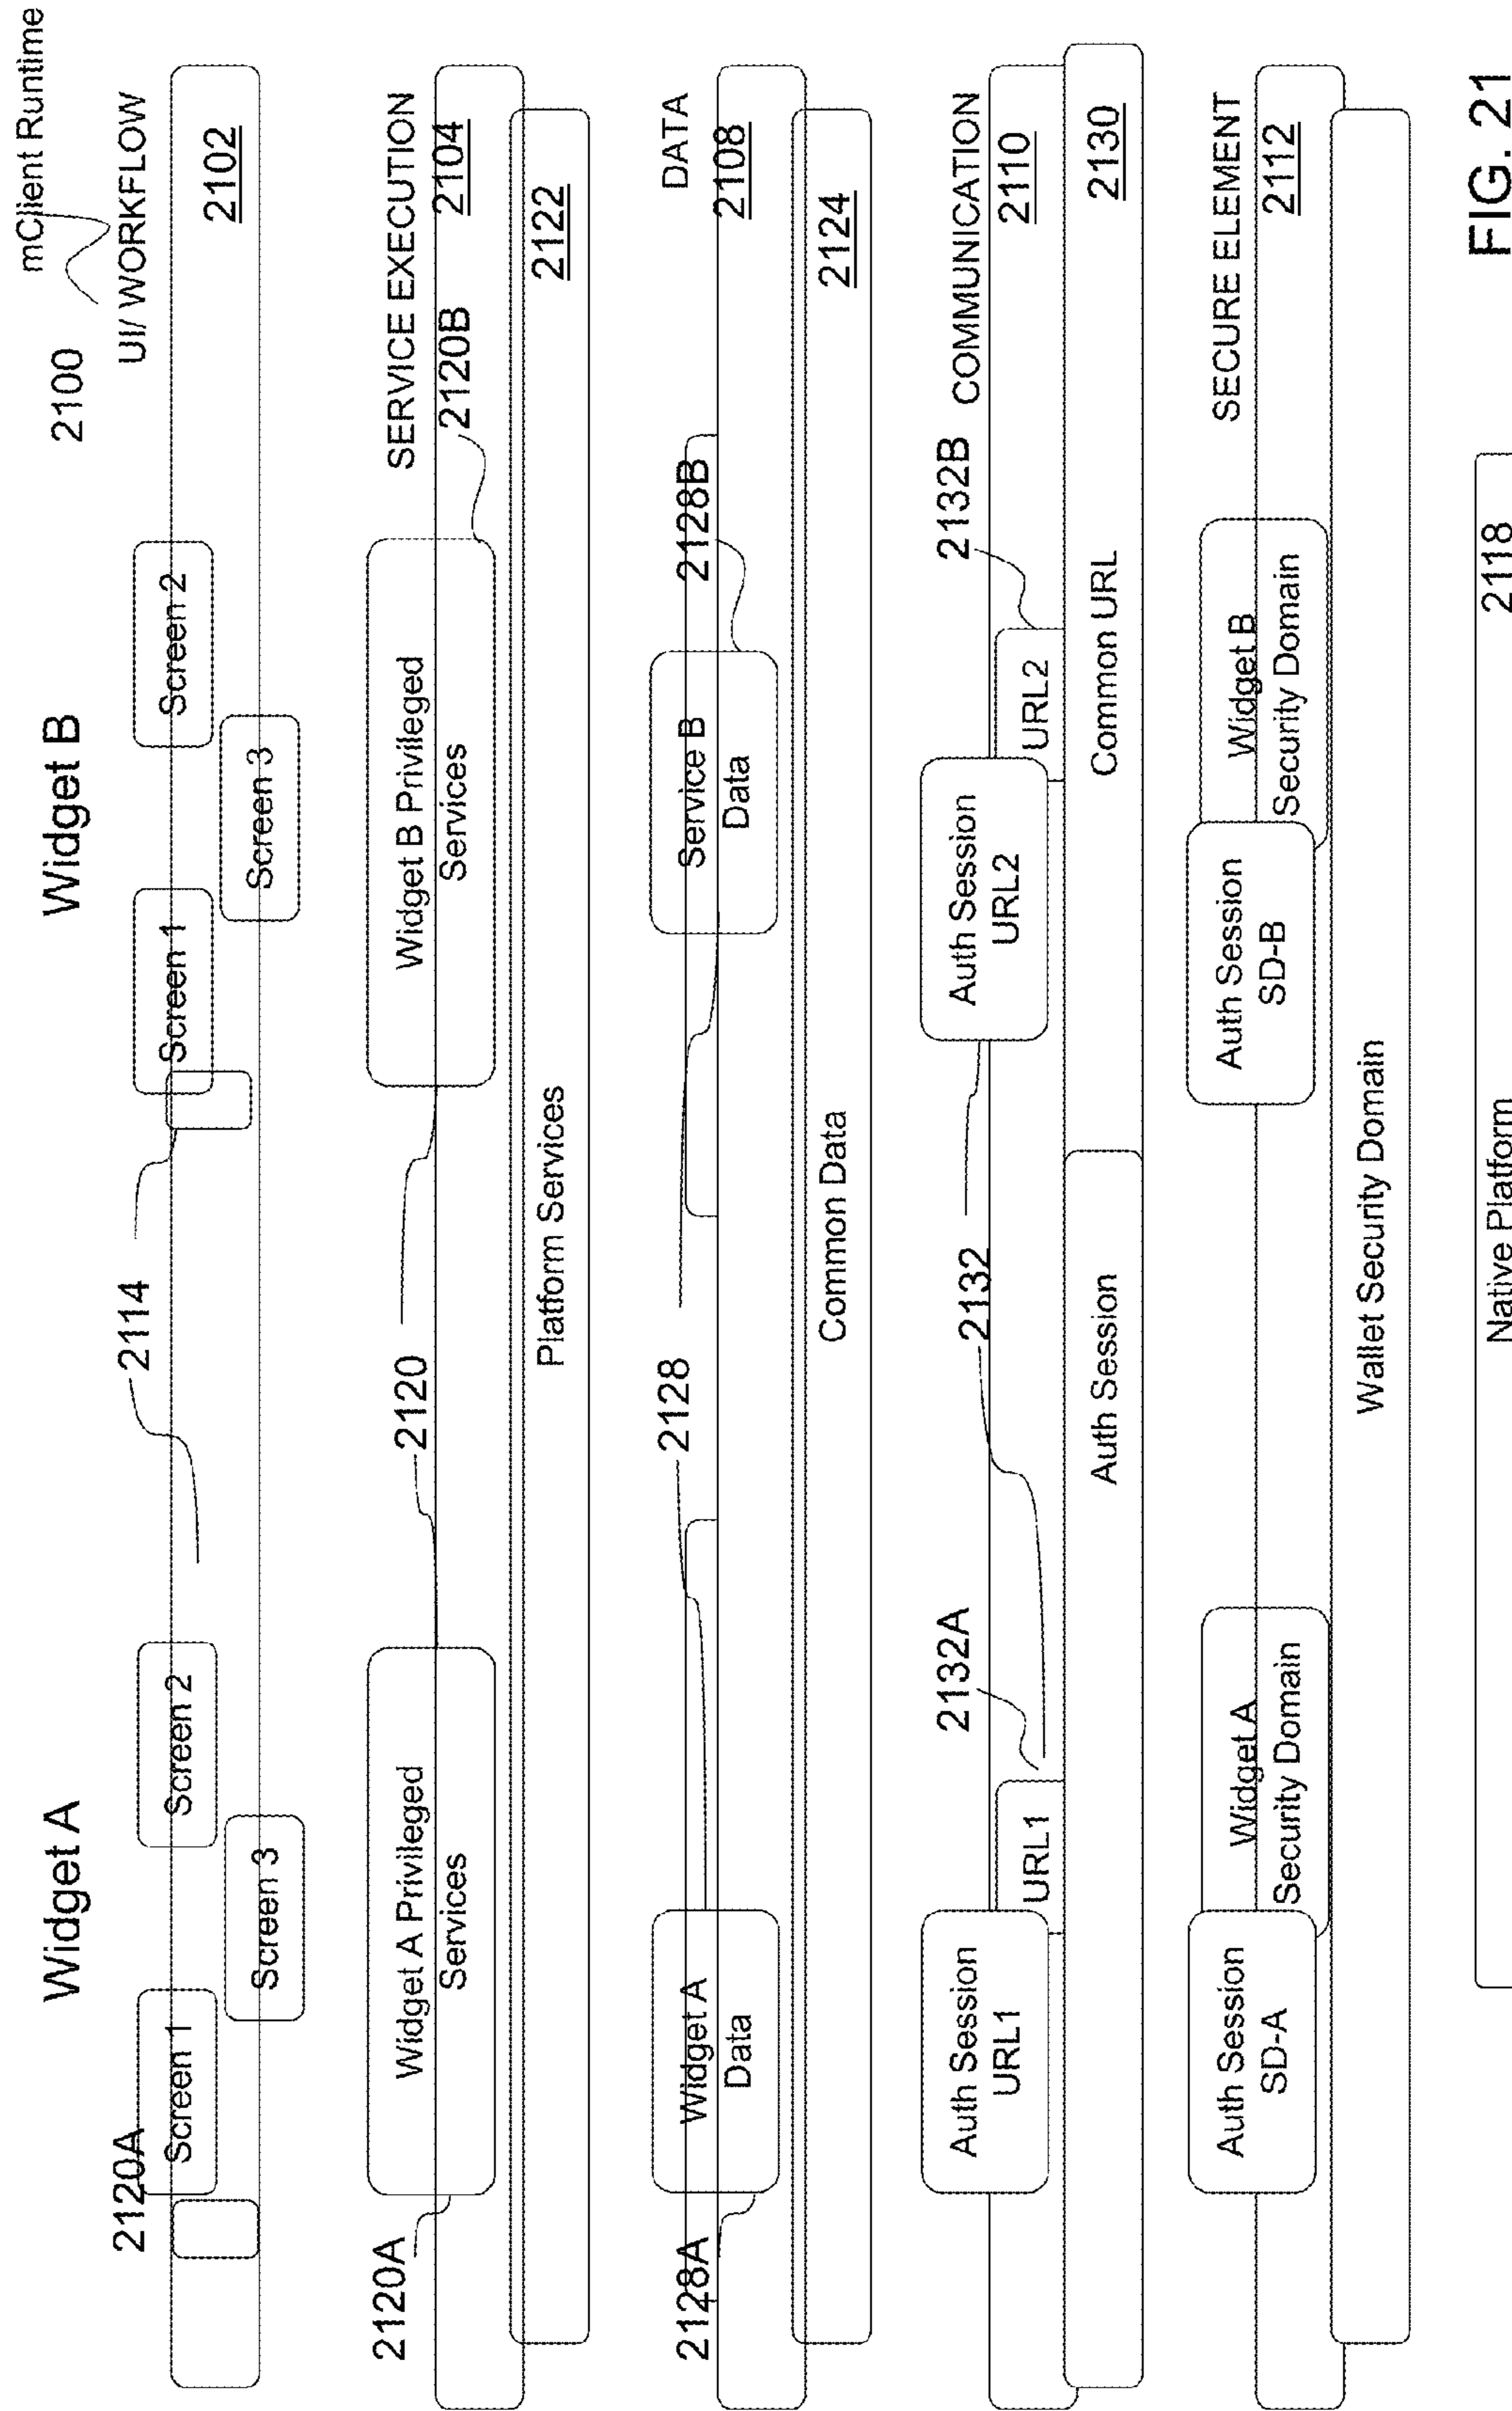 mClient Runtime
2100
Widget A
Widget B
UI/ WORKFLOW
2120A
2114
Screen 1
Screen 2
Screen 1
Screen 2
2102
Screen 3
Screen 3
SERVICE EXECUTION
2120A
Widget A Privileged
Services
2120
Widget B Privileged
Services
2120B
2104
Platform Services
2122
DATA
2128A
Widget A
Data
2128
Service B
Data
2128B
2108
Common Data
2124
COMMUNICATION
2132A
2132
2132B
Auth Session
URL1
URL1
Auth Session
URL2
URL2
2110
Auth Session
Common URL
2130
SECURE ELEMENT
Auth Session
SD-A
Widget A
Security Domain
Auth Session
SD-B
Widget B
Security Domain
2112
Wallet Security Domain
Native Platform
2118
FIG. 21